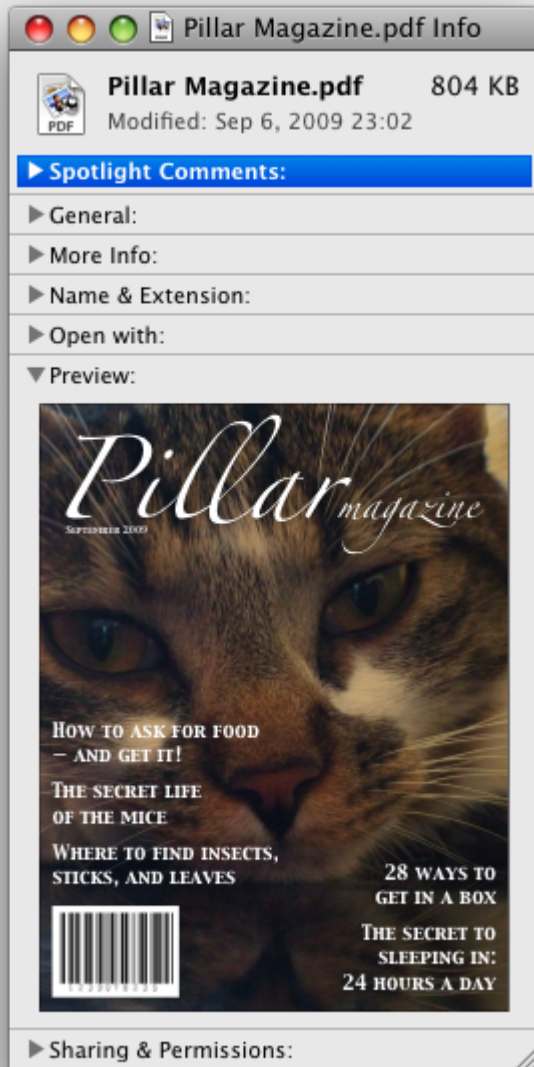 Pillar Magazine.pdf Info
Pillar Magazine.pdf 804 KB
PDF
Modified: Sep 6, 2009 23:02
Spotlight Comments:
General:
More Info:
Name & Extension:
Open with:
Preview:
Pillar magazine
September 2009
How to ask for food
– and get it!
The secret life
of the mice
Where to find insects,
sticks, and leaves
28 ways to
get in a box
The secret to
sleeping in:
24 hours a day
Sharing & Permissions: